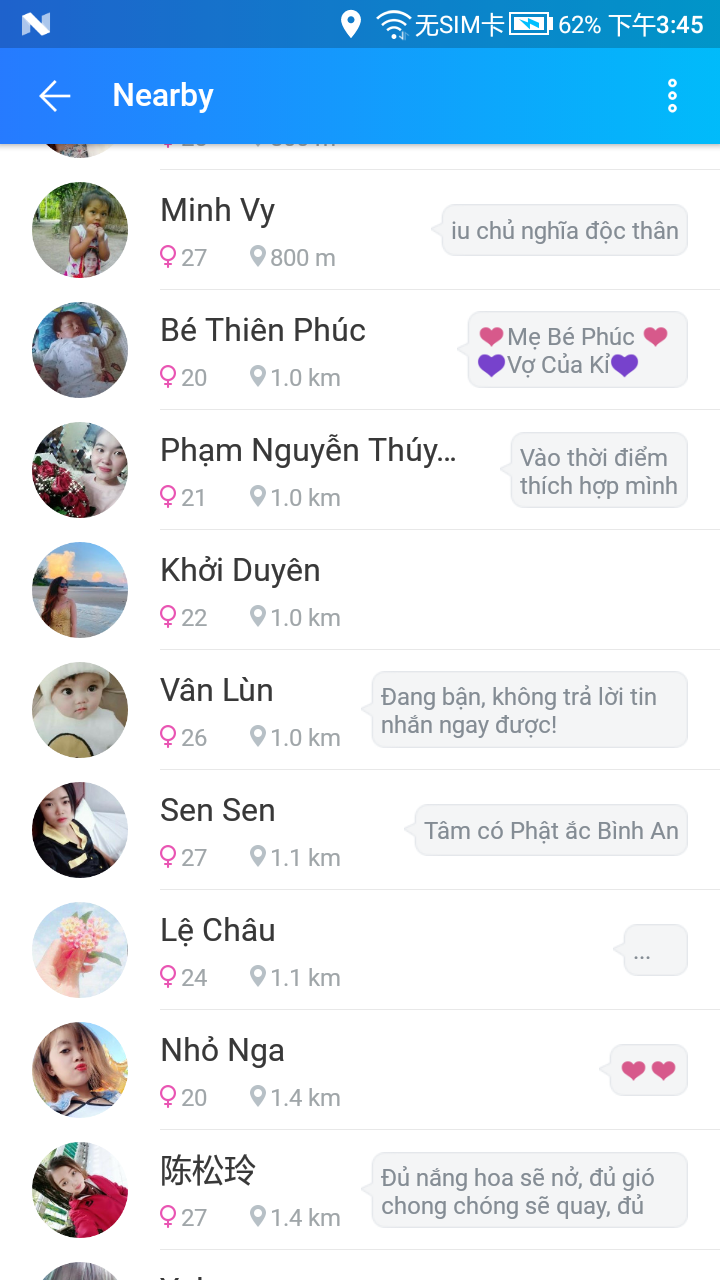 无SIM卡 62% 下午3:45
Nearby
Minh Vy
27 800 m
iu chủ nghĩa độc thân
Bé Thiên Phúc
20 1.0 km
Mẹ Bé Phúc
Vợ Của Kỉ
Phạm Nguyễn Thúy...
21 1.0 km
Vào thời điểm
thích hợp mình
Khởi Duyên
22 1.0 km
Vân Lùn
26 1.0 km
Đang bận, không trả lời tin
nhắn ngay được!
Sen Sen
27 1.1 km
Tâm có Phật ắc Bình An
Lệ Châu
24 1.1 km
...
Nhỏ Nga
20 1.4 km
陈松玲
27 1.4 km
Đủ nắng hoa sẽ nở, đủ gió
chong chóng sẽ quay, đủ